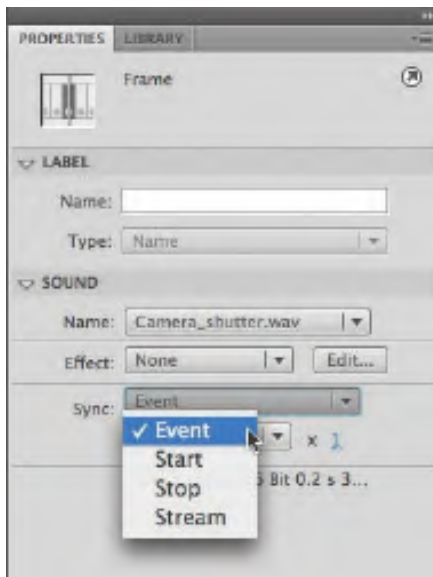 PROPERTIES LIBRARY
Frame
LABEL
Name:
Type: Name
SOUND
Name: Camera_shutter.wav
Effect: None Edit...
Sync: Event
✓ Event
x 1
Start
Bit 0.2 s 3...
Stop
Stream